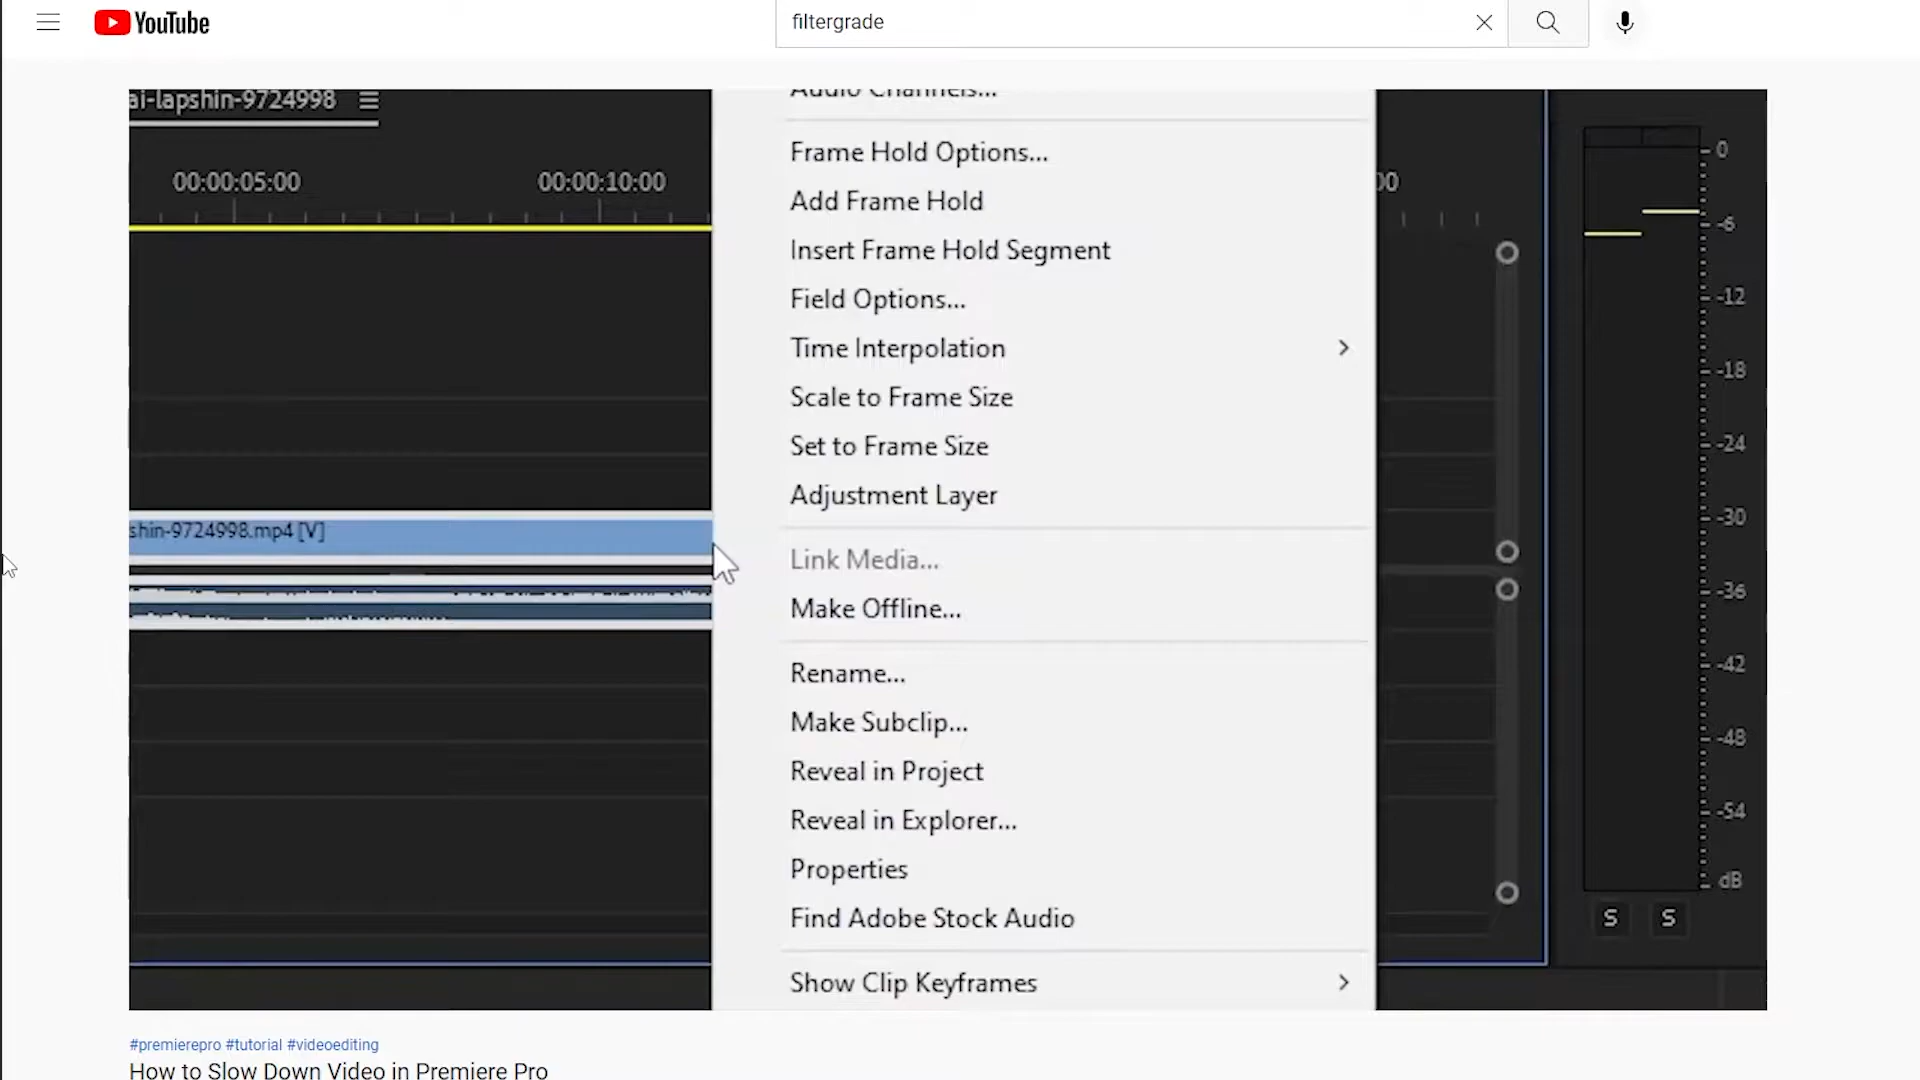 YouTube
filtergrade
ai-lapshin-9724998
Audio Channels...
00:00:05:00
00:00:10:00
00
Frame Hold Options...
Add Frame Hold
Insert Frame Hold Segment
Field Options...
Time Interpolation
Scale to Frame Size
Set to Frame Size
Adjustment Layer
shin-9724998.mp4 [V]
Link Media...
Make Offline...
Rename...
Make Subclip...
Reveal in Project
Reveal in Explorer...
Properties
Find Adobe Stock Audio
Show Clip Keyframes
0
-6
-12
-18
-24
-30
-36
-42
-48
-54
dB
S S
#premierepro #tutorial #videoediting
How to Slow Down Video in Premiere Pro